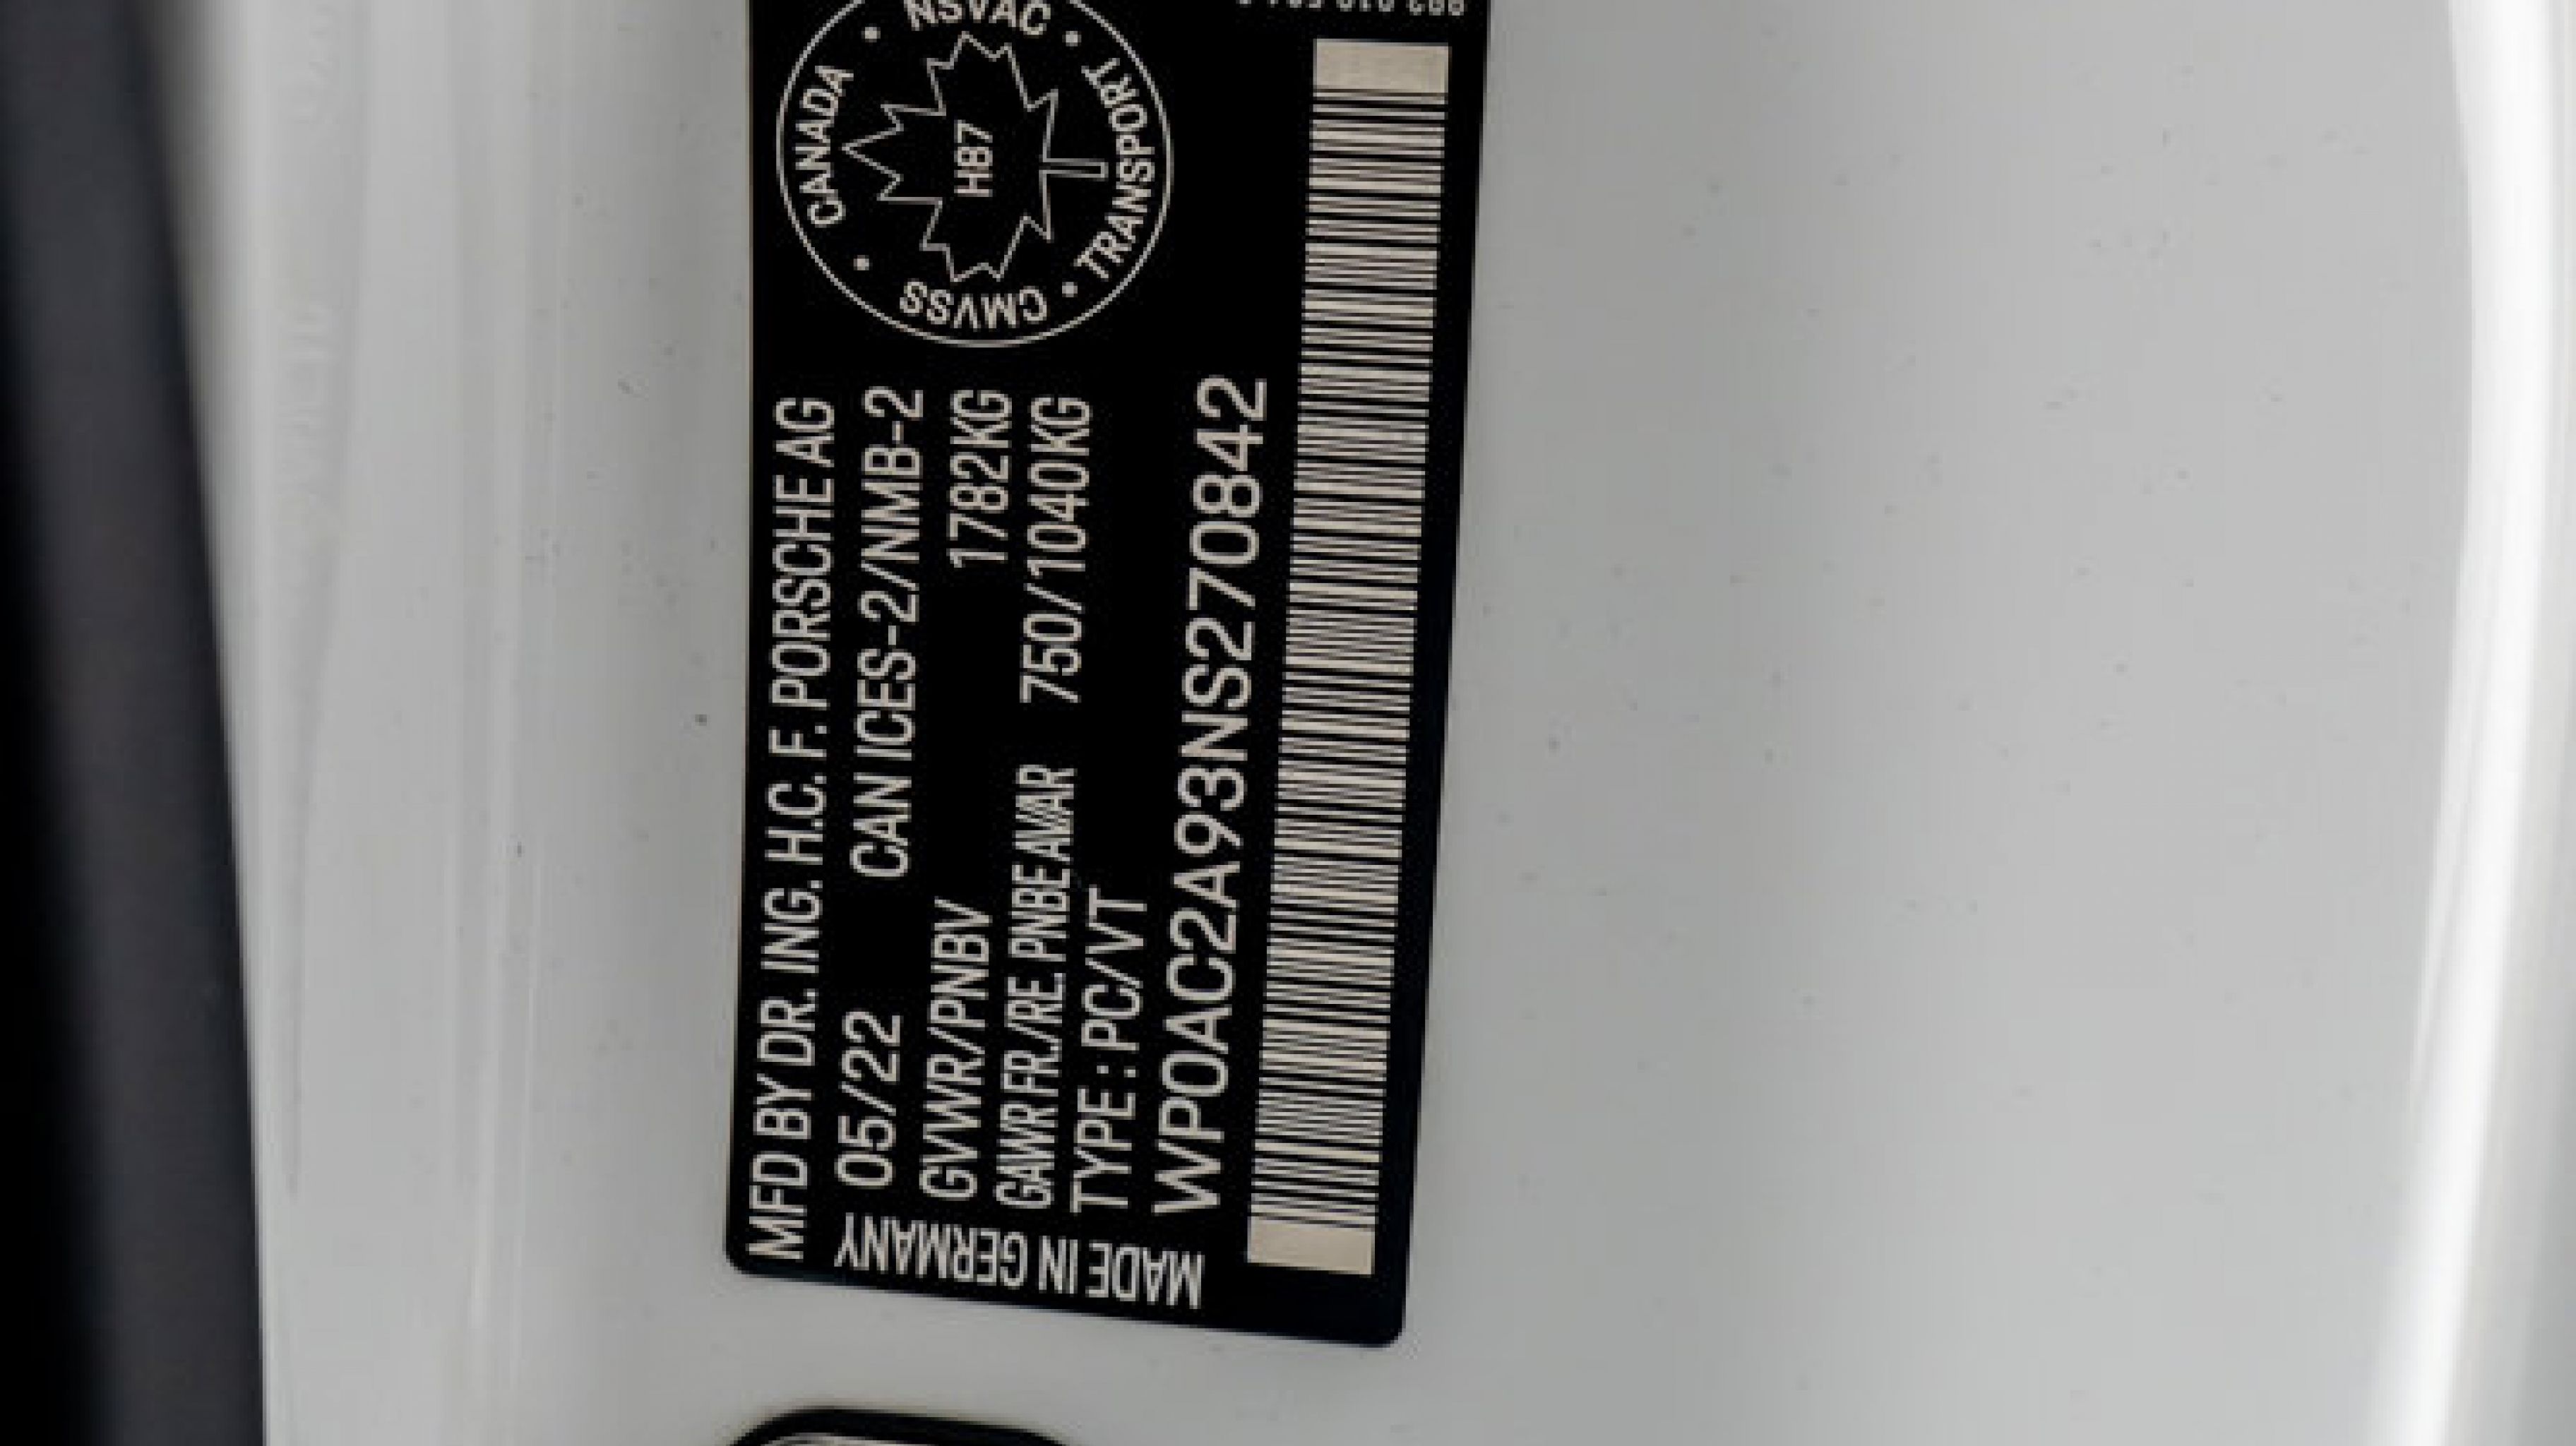 MFD BY DR. ING. H.C. F. PORSCHE AG
05/22 CAN ICES-2/NMB-2
GVWR/PNBV 1782KG
GAWR FR./RE. PNBE AV/AR 750/1040KG
TYPE : PC/VT
WP0AC2A93NS270842
MADE IN GERMANY
CANADA
NSVAC
TRANSPORT
CMVSS
H87